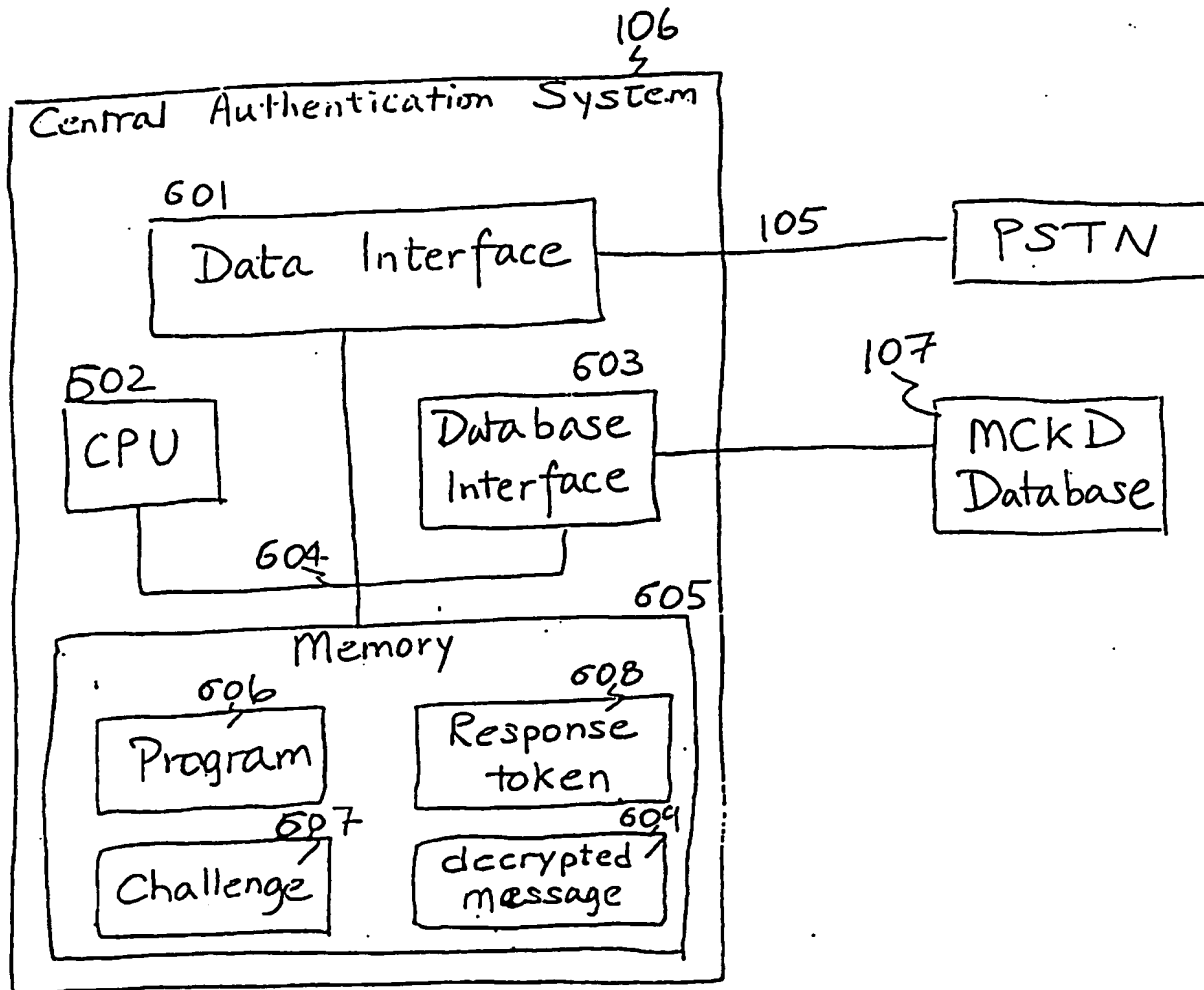 106
Central Authentication System
601
Data Interface
105
PSTN
602
CPU
603
Database
Interface
107
MCKD
Database
604
605
Memory
606
Program
608
Response
token
607
Challenge
609
decrypted
message